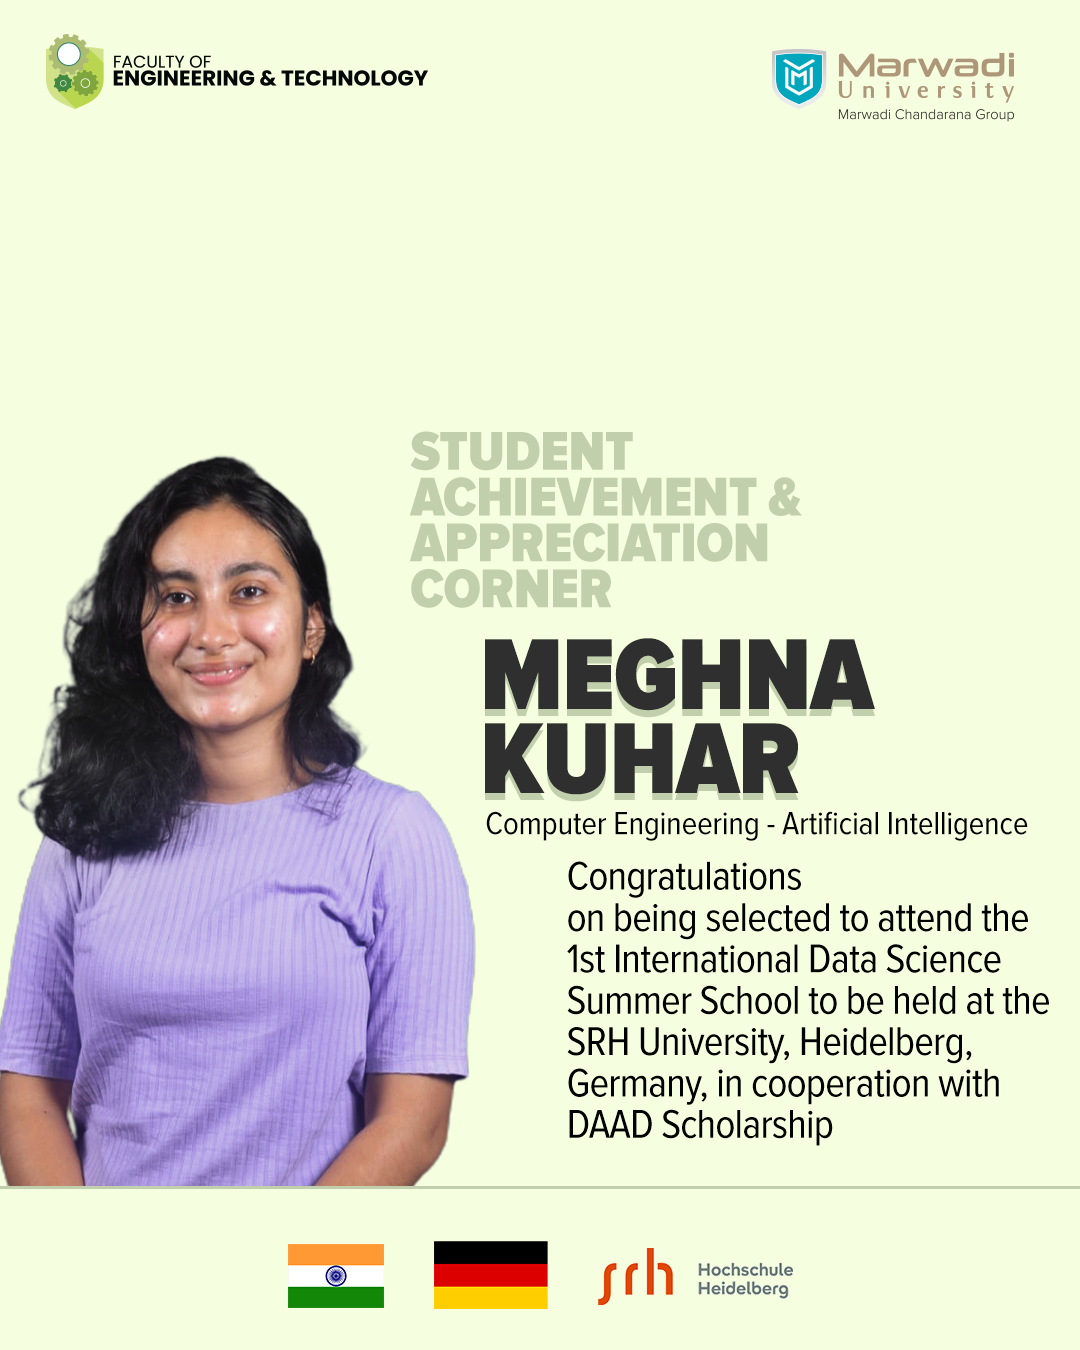 FACULTY OF
ENGINEERING & TECHNOLOGY
Marwadi
University
Marwadi Chandarana Group
STUDENT
ACHIEVEMENT &
APPRECIATION
CORNER
MEGHNA
KUHAR
Computer Engineering - Artificial Intelligence
Congratulations
on being selected to attend the
1st International Data Science
Summer School to be held at the
SRH University, Heidelberg,
Germany, in cooperation with
DAAD Scholarship
srh
Hochschule
Heidelberg